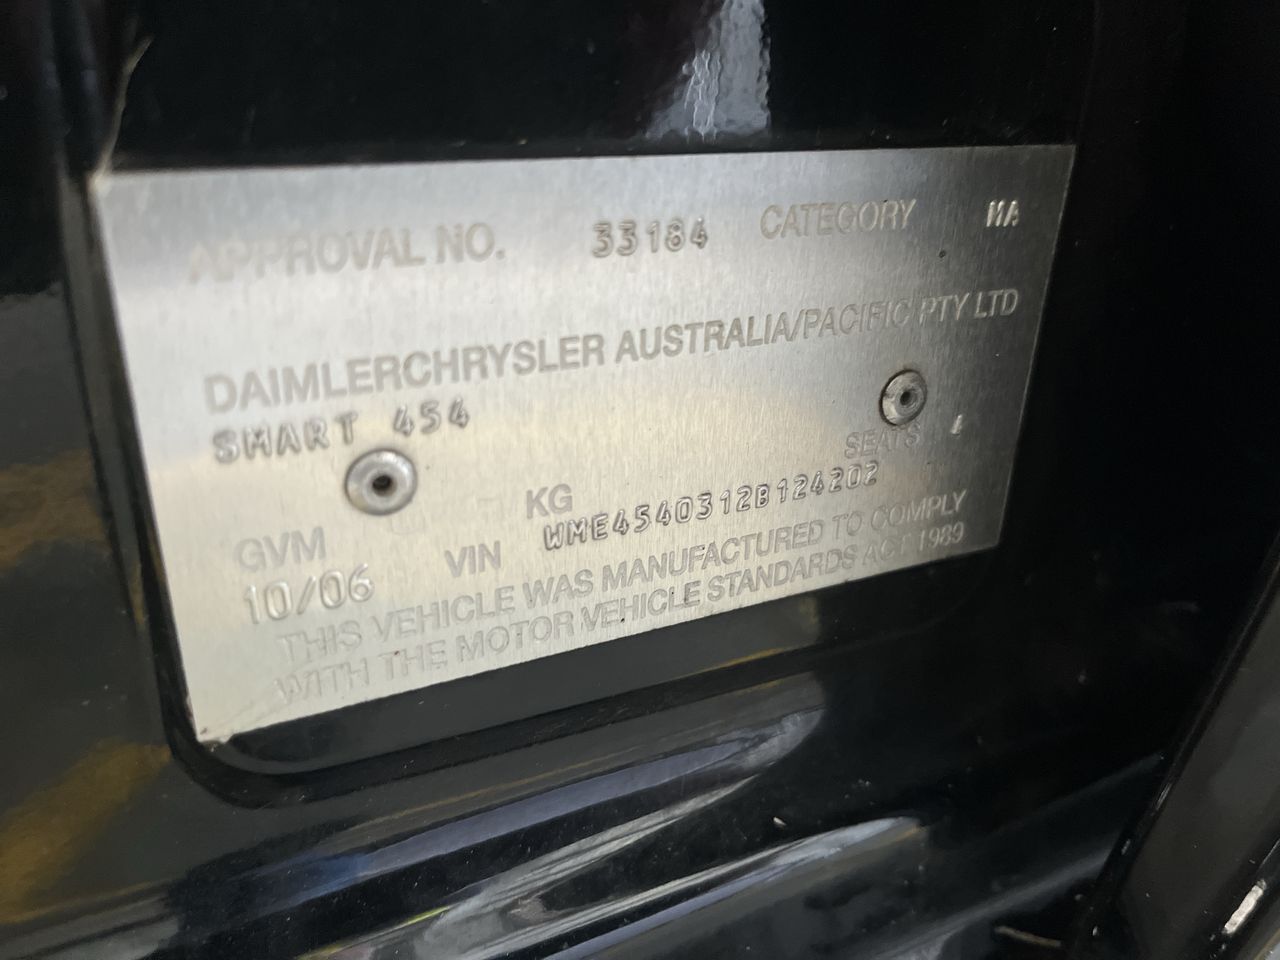 APPROVAL NO. 33184 CATEGORY MA
DAIMLERCHRYSLER AUSTRALIA/PACIFIC PTY LTD
SMART 454
SEATS 4
GVM KG
10/06 VIN WME4540312B124202
THIS VEHICLE WAS MANUFACTURED TO COMPLY
WITH THE MOTOR VEHICLE STANDARDS ACT 1989